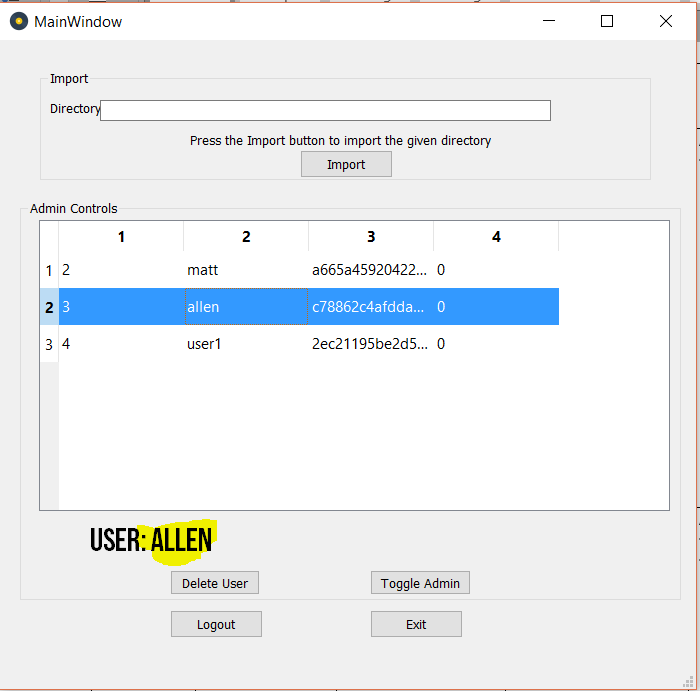 MainWindow
Import
Directory
Press the Import button to import the given directory
Import
Admin Controls
1 2 3 4
1 2 matt a665a45920422... 0
2 3 allen c78862c4afdda... 0
3 4 user1 2ec21195be2d5... 0
USER: ALLEN
Delete User Toggle Admin
Logout Exit